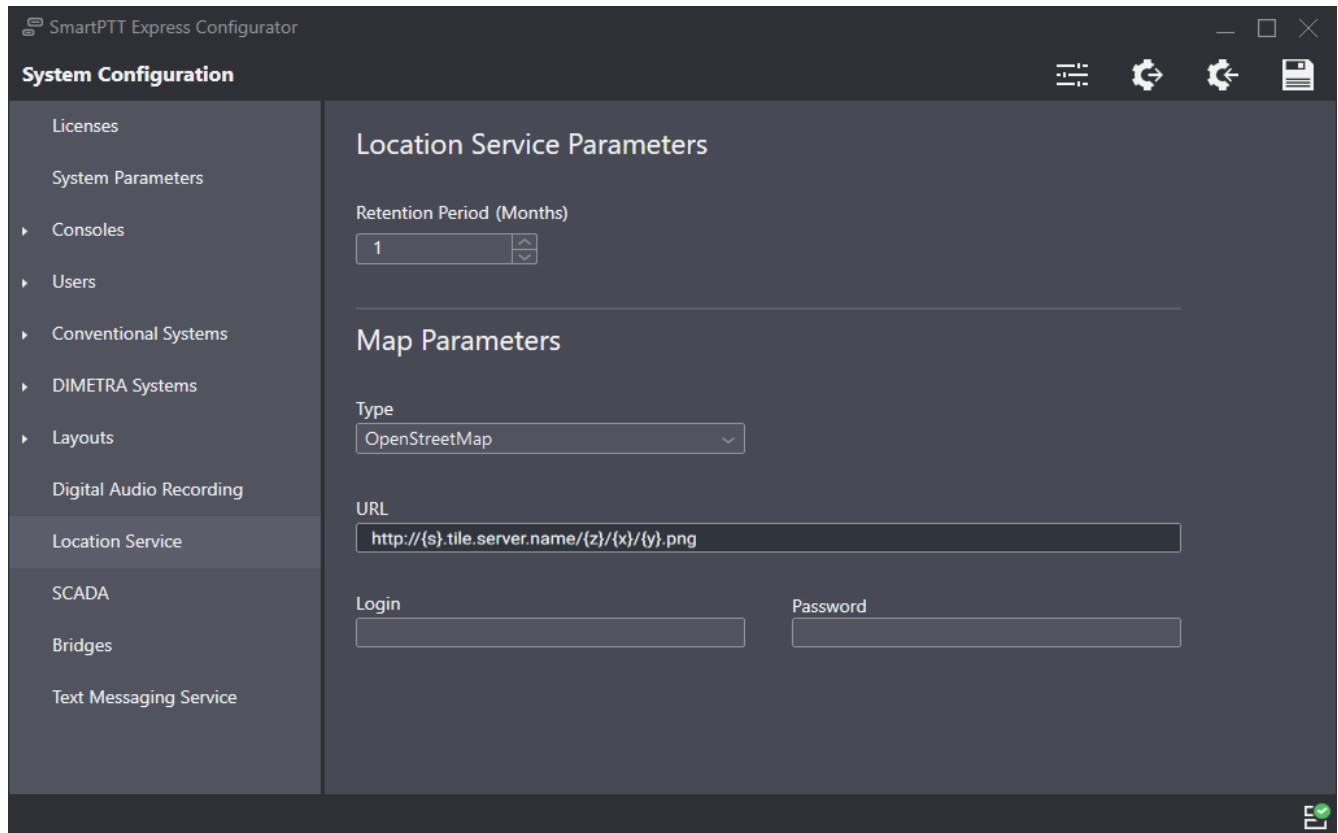 SmartPTT Express Configurator
System Configuration
Licenses
System Parameters
Consoles
Users
Conventional Systems
DIMETRA Systems
Layouts
Digital Audio Recording
Location Service
SCADA
Bridges
Text Messaging Service
Location Service Parameters
Retention Period (Months)
1
Map Parameters
Type
OpenStreetMap
URL
http://{s}.tile.server.name/{z}/{x}/{y}.png
Login
Password